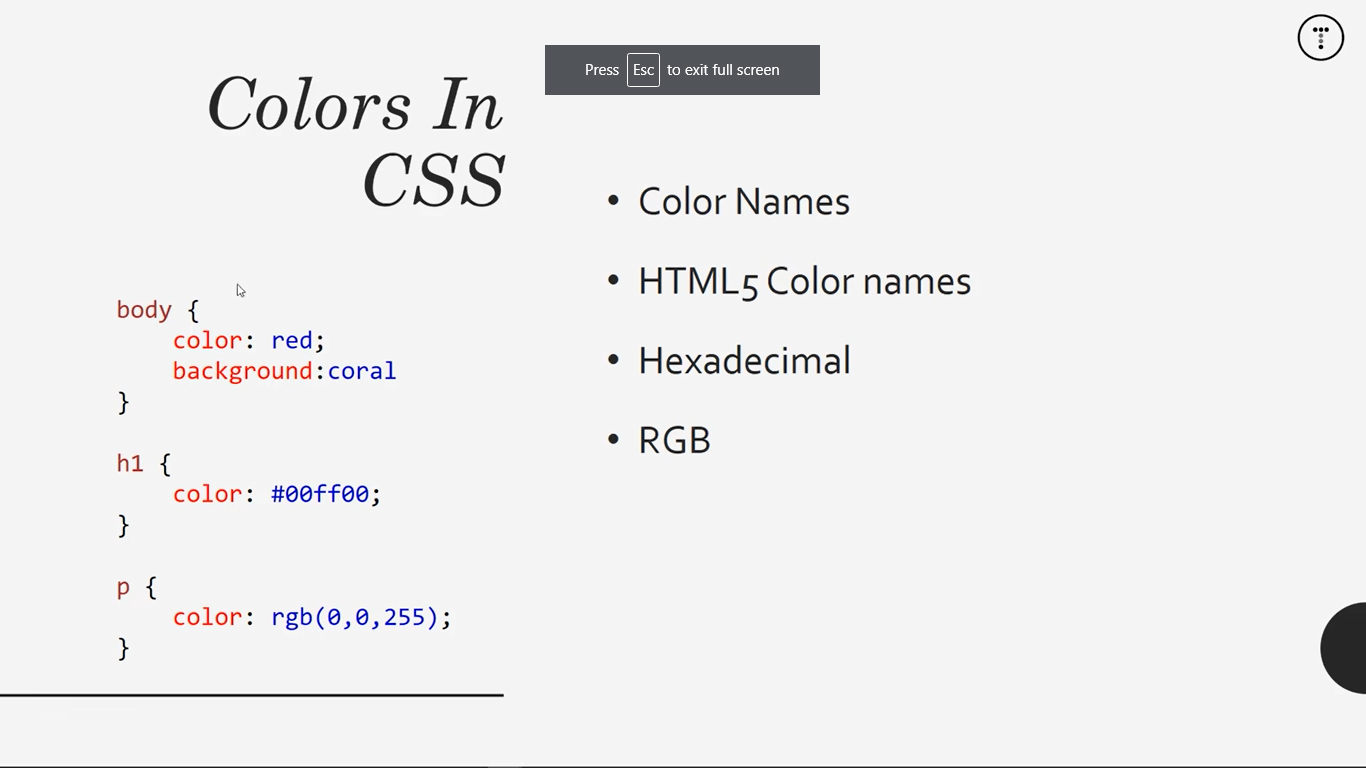 Press Esc to exit full screen
Colors In
CSS
body {
    color: red;
    background:coral
}
h1 {
    color: #00ff00;
}
p {
    color: rgb(0,0,255);
}
• Color Names
• HTML5 Color names
• Hexadecimal
• RGB